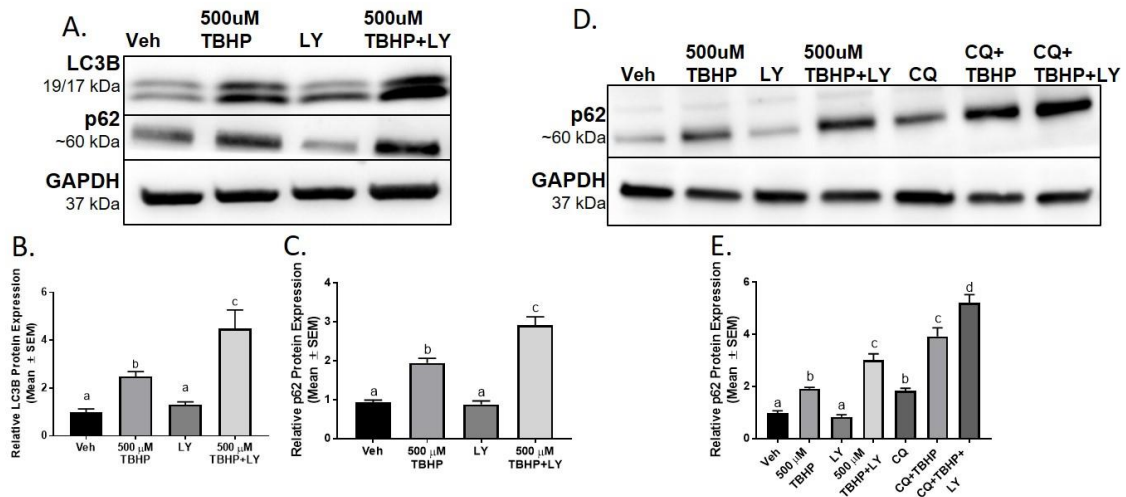 A.
Veh
500uM
TBHP
LY
500uM
TBHP+LY
LC3B
19/17 kDa
p62
~60 kDa
GAPDH
37 kDa
D.
Veh
500uM
TBHP
LY
500uM
TBHP+LY
CQ
CQ+
TBHP
CQ+
TBHP+LY
p62
~60 kDa
GAPDH
37 kDa
B.
Relative LC3B Protein Expression
(Mean ± SEM)
6
4
2
0
a
b
a
c
Veh
500 μM
TBHP
LY
500 μM
TBHP+LY
C.
Relative p62 Protein Expression
(Mean ± SEM)
4
3
2
1
0
a
b
a
c
Veh
500 μM
TBHP
LY
500 μM
TBHP+LY
E.
Relative p62 Protein Expression
(Mean ± SEM)
6
4
2
0
a
b
a
c
b
c
d
Veh
500 μM
TBHP
LY
500 μM
TBHP+LY
CQ
CQ+TBHP
CQ+TBHP+
LY